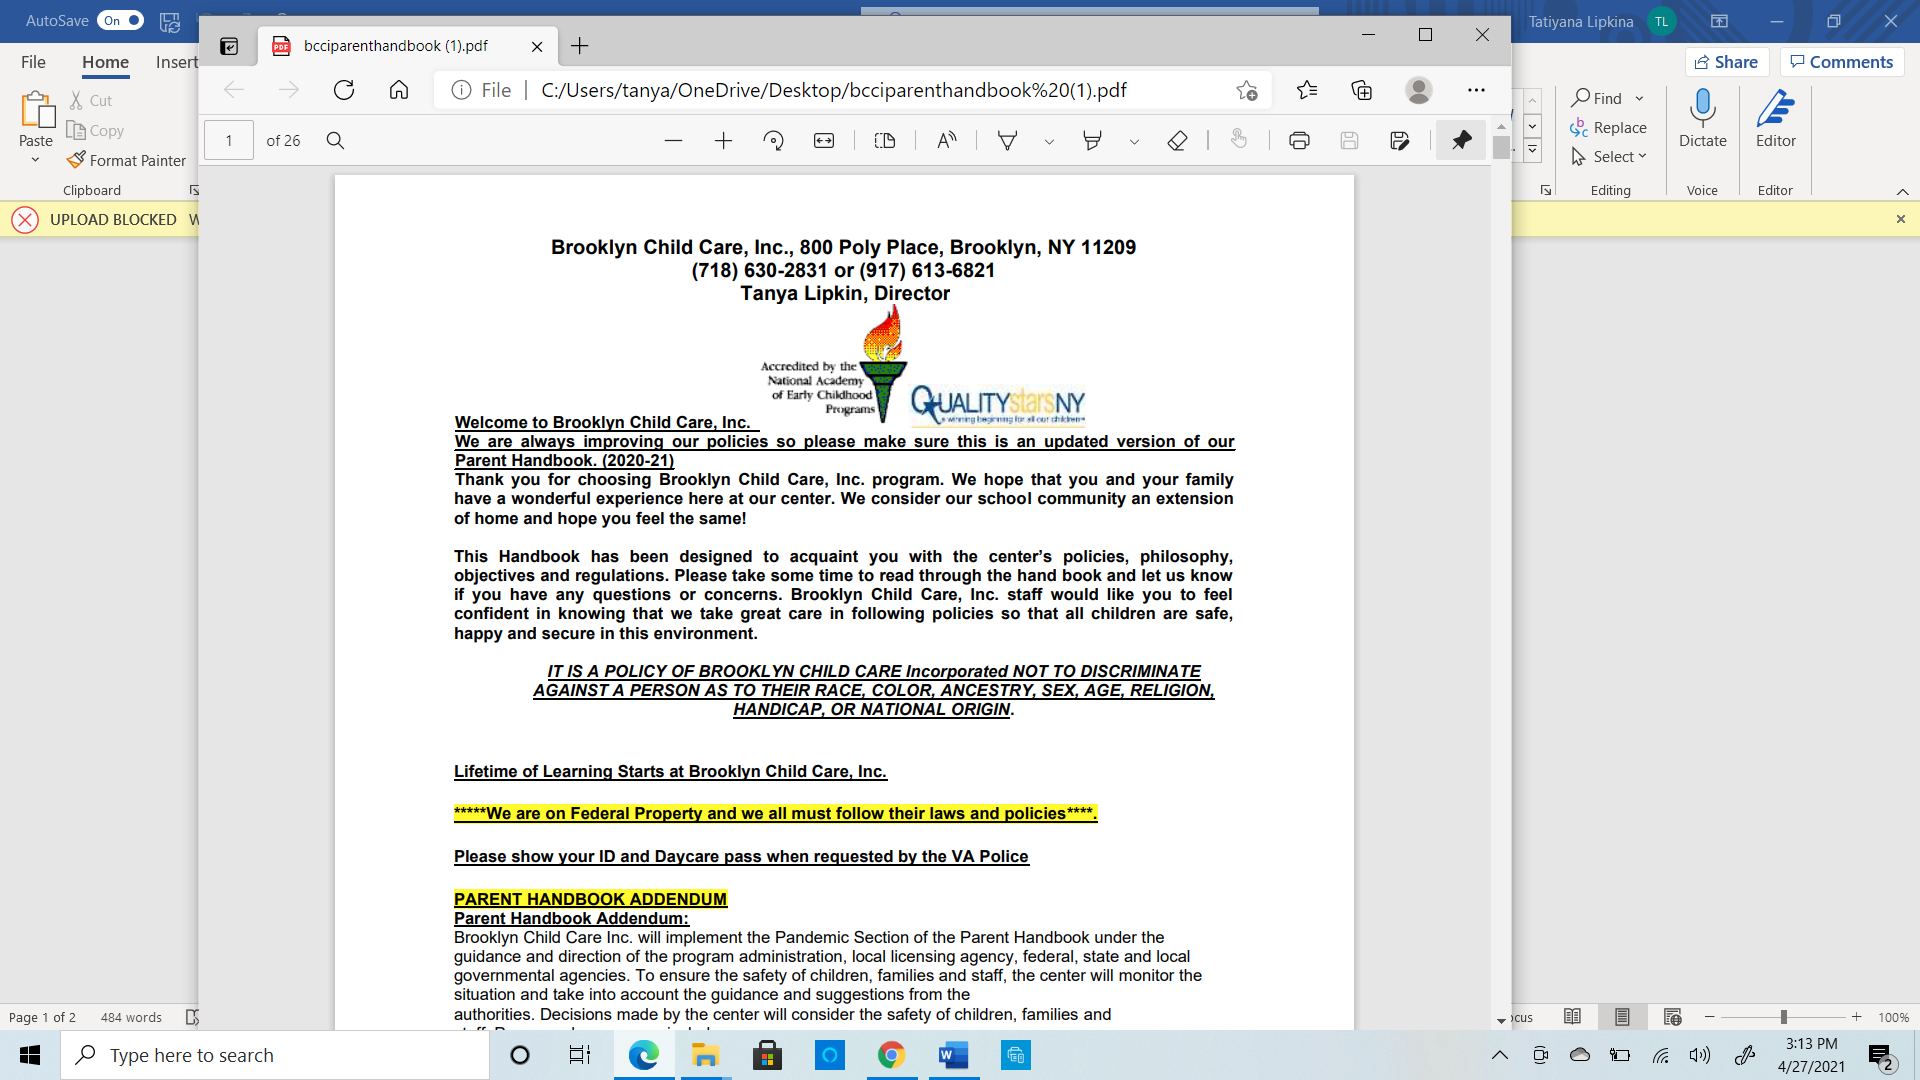 AutoSave On
Tatiyana Lipkina TL
bcciparenthandbook (1).pdf
File Home Insert
Share Comments
File C:/Users/tanya/OneDrive/Desktop/bcciparenthandbook%20(1).pdf
Paste
Cut
Copy
Format Painter
Clipboard
1 of 26
Find
Replace
Select
Editing
Dictate
Voice
Editor
Editor
UPLOAD BLOCKED W
Brooklyn Child Care, Inc., 800 Poly Place, Brooklyn, NY 11209
(718) 630-2831 or (917) 613-6821
Tanya Lipkin, Director
Accredited by the
National Academy
of Early Childhood
Programs
QUALITYstarsNY
a winning beginning for all our children
Welcome to Brooklyn Child Care, Inc.
We are always improving our policies so please make sure this is an updated version of our
Parent Handbook. (2020-21)
Thank you for choosing Brooklyn Child Care, Inc. program. We hope that you and your family
have a wonderful experience here at our center. We consider our school community an extension
of home and hope you feel the same!
This Handbook has been designed to acquaint you with the center’s policies, philosophy,
objectives and regulations. Please take some time to read through the hand book and let us know
if you have any questions or concerns. Brooklyn Child Care, Inc. staff would like you to feel
confident in knowing that we take great care in following policies so that all children are safe,
happy and secure in this environment.
IT IS A POLICY OF BROOKLYN CHILD CARE Incorporated NOT TO DISCRIMINATE
AGAINST A PERSON AS TO THEIR RACE, COLOR, ANCESTRY, SEX, AGE, RELIGION,
HANDICAP, OR NATIONAL ORIGIN.
Lifetime of Learning Starts at Brooklyn Child Care, Inc.
*****We are on Federal Property and we all must follow their laws and policies****.
Please show your ID and Daycare pass when requested by the VA Police
PARENT HANDBOOK ADDENDUM
Parent Handbook Addendum:
Brooklyn Child Care Inc. will implement the Pandemic Section of the Parent Handbook under the
guidance and direction of the program administration, local licensing agency, federal, state and local
governmental agencies. To ensure the safety of children, families and staff, the center will monitor the
situation and take into account the guidance and suggestions from the
authorities. Decisions made by the center will consider the safety of children, families and
Page 1 of 2 484 words
ocus
100%
Type here to search
3:13 PM
4/27/2021
2